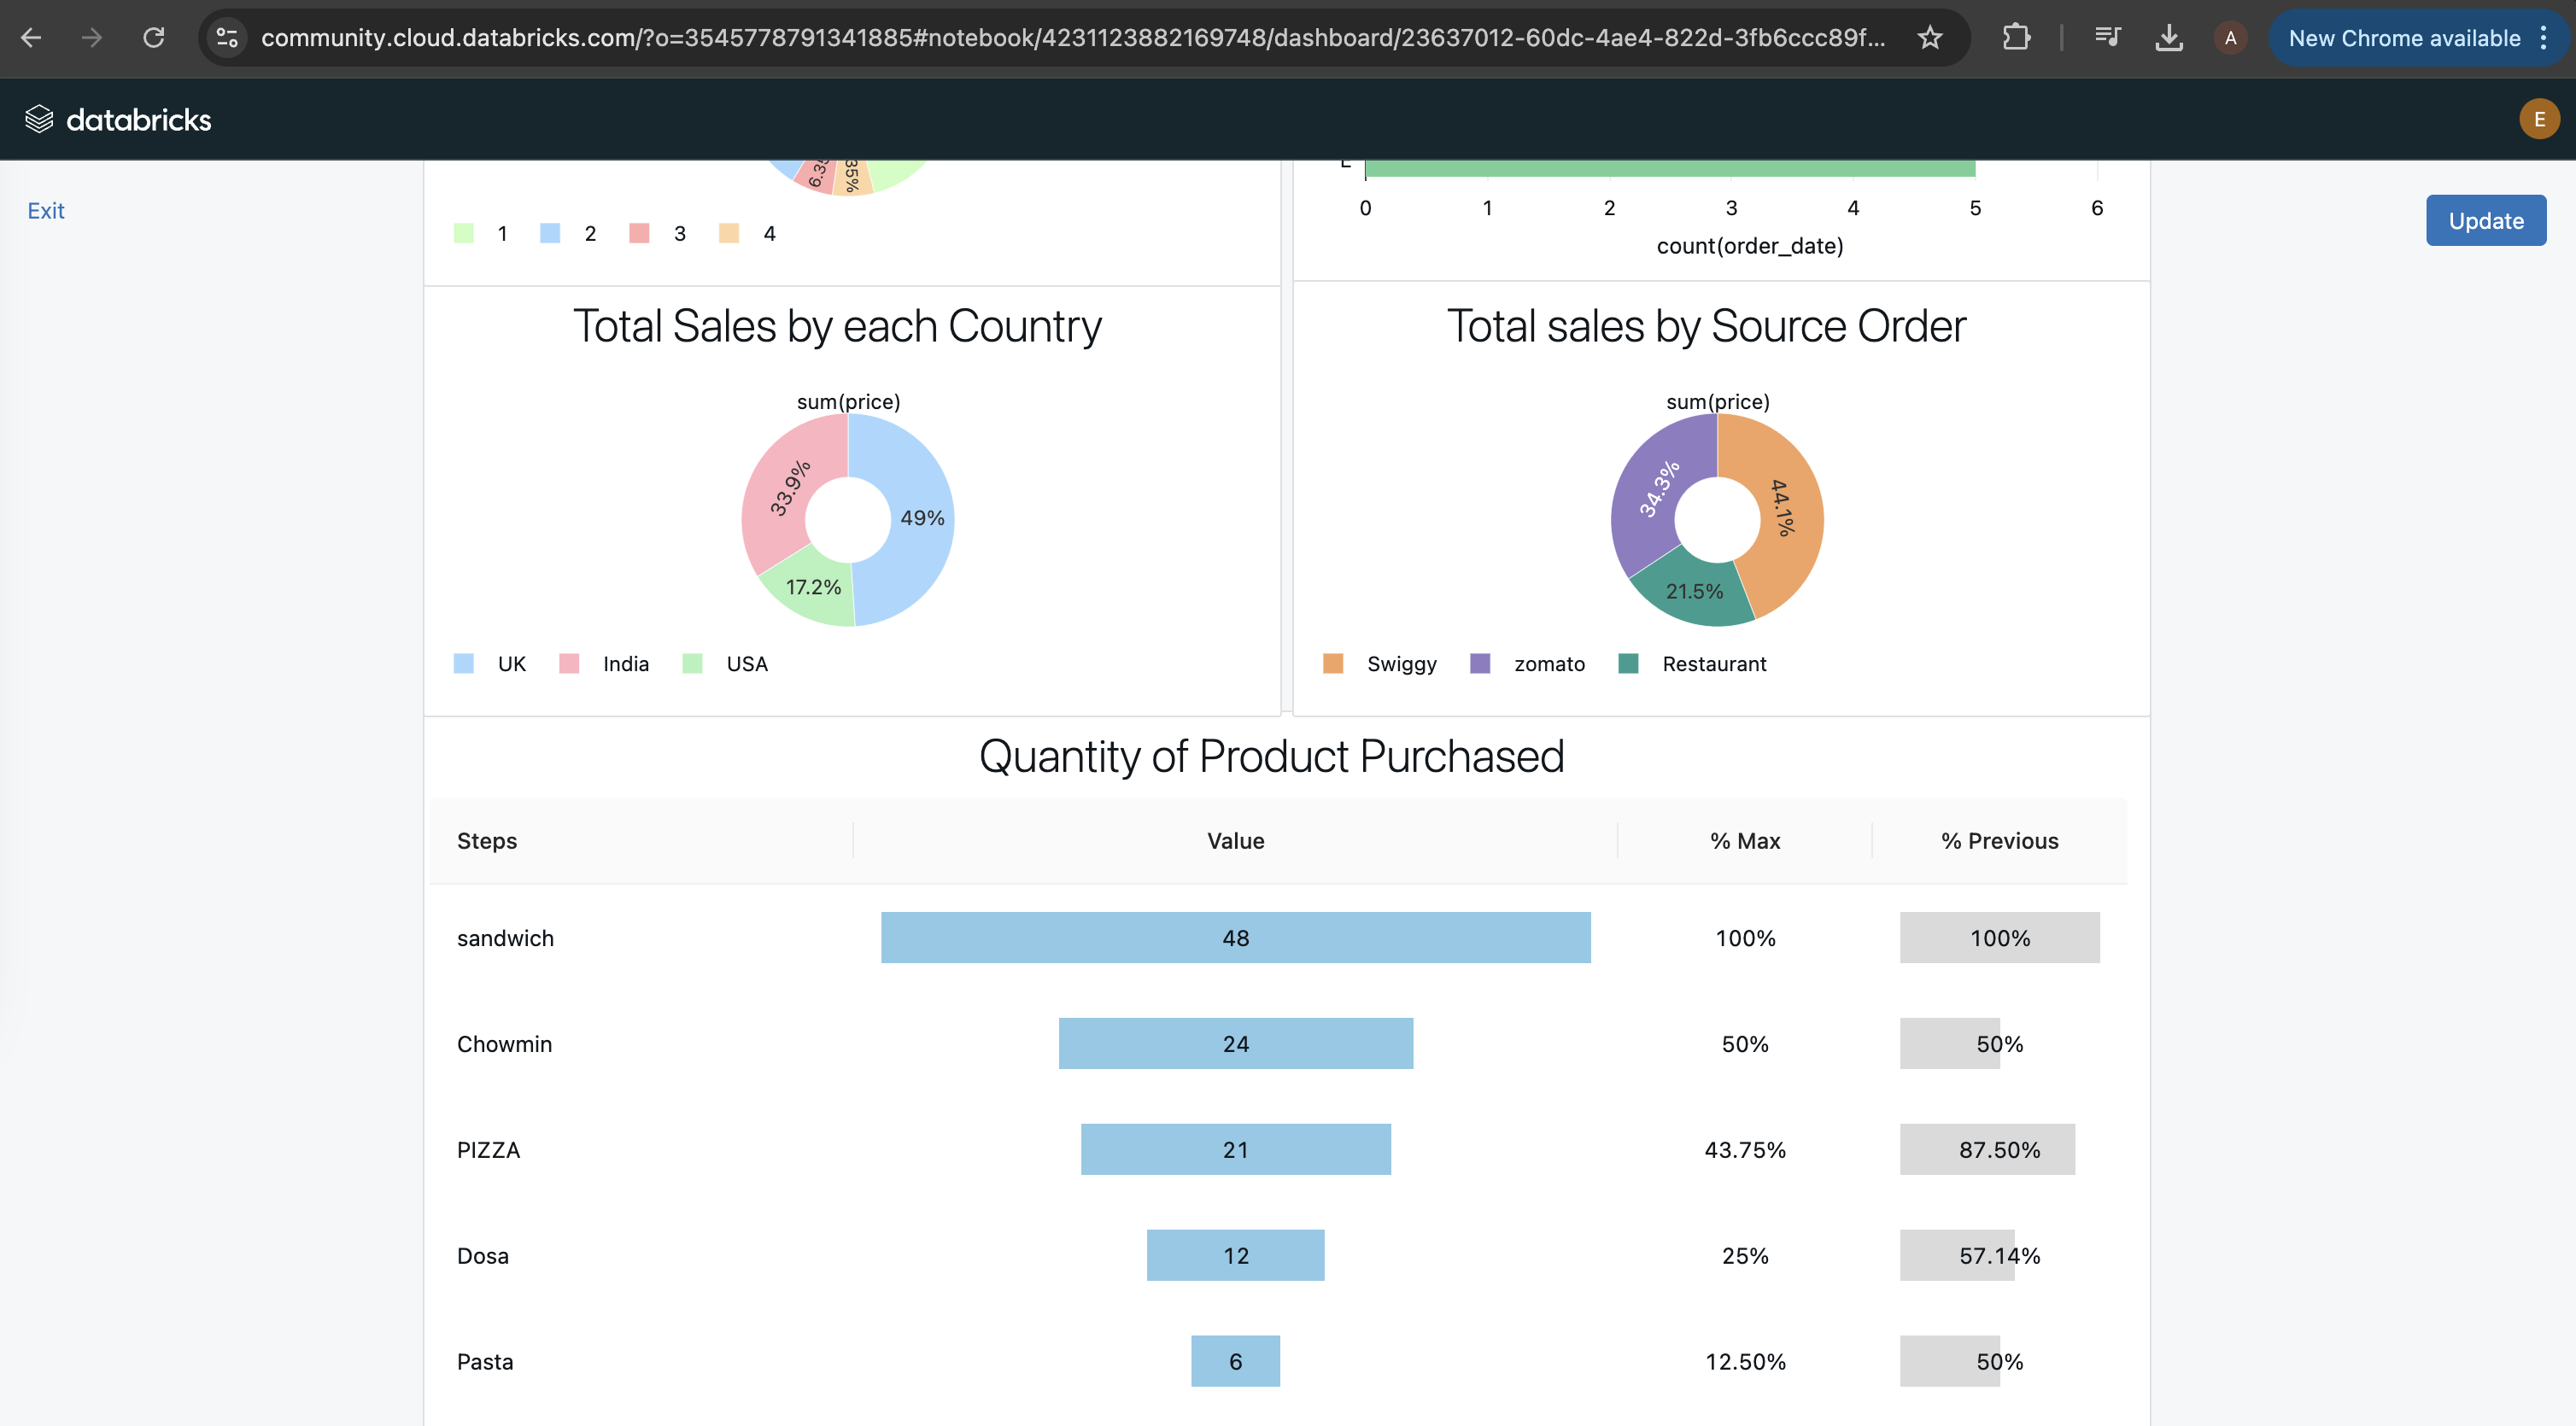 community.cloud.databricks.com/?o=3545778791341885#notebook/4231123882169748/dashboard/23637012-60dc-4ae4-822d-3fb6ccc89f...
A
New Chrome available
databricks
E
Exit
Update
35%
1 2 3 4
0 1 2 3 4 5 6
count(order_date)
Total Sales by each Country
sum(price)
33.9%
49%
17.2%
UK India USA
Total sales by Source Order
sum(price)
34.3%
44.1%
21.5%
Swiggy zomato Restaurant
Quantity of Product Purchased
Steps Value % Max % Previous
sandwich 48 100% 100%
Chowmin 24 50% 50%
PIZZA 21 43.75% 87.50%
Dosa 12 25% 57.14%
Pasta 6 12.50% 50%